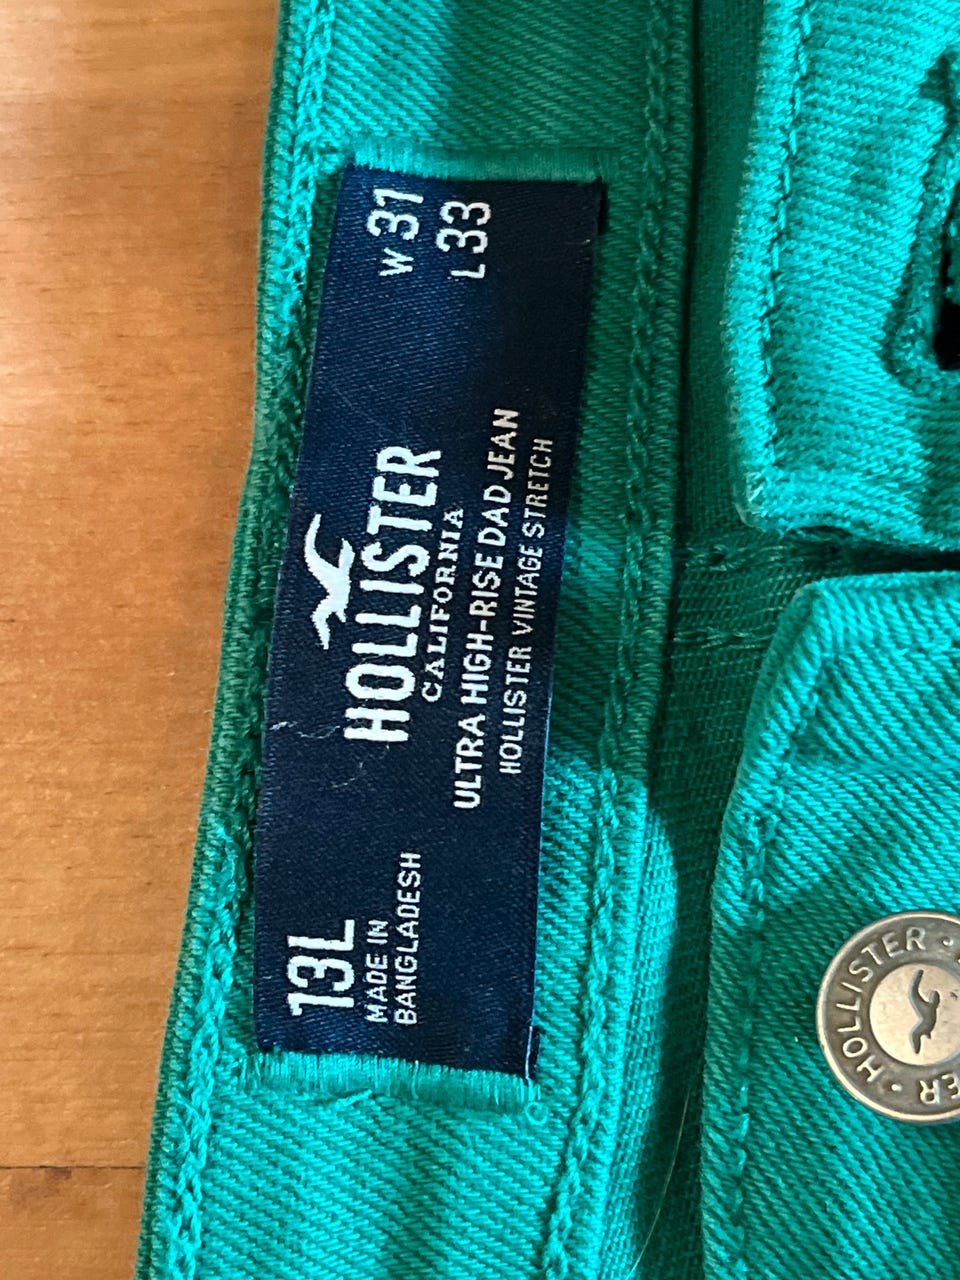 13L
MADE IN
BANGLADESH
HOLLISTER
CALIFORNIA
ULTRA HIGH-RISE DAD JEAN
HOLLISTER VINTAGE STRETCH
W 31
L 33
HOLLISTER •